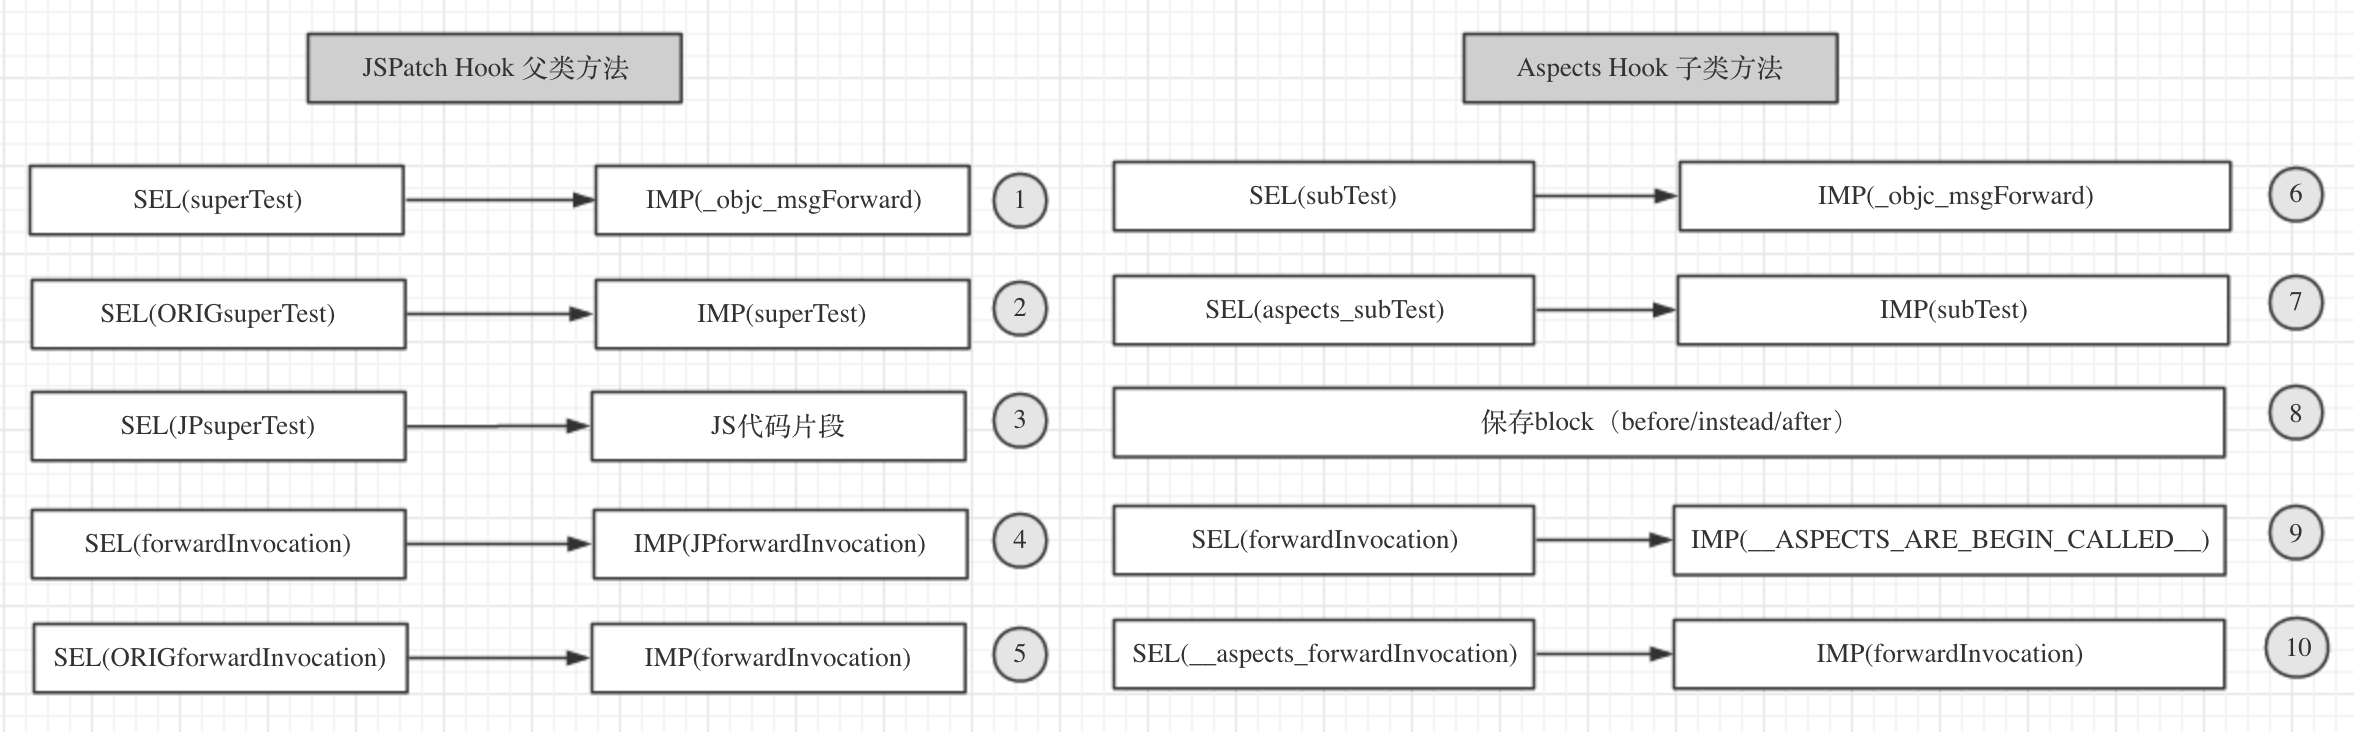 JSPatch Hook 父类方法
Aspects Hook 子类方法
SEL(superTest)
IMP(_objc_msgForward)
1
SEL(ORIGsuperTest)
IMP(superTest)
2
SEL(JPsuperTest)
JS代码片段
3
SEL(forwardInvocation)
IMP(JPforwardInvocation)
4
SEL(ORIGforwardInvocation)
IMP(forwardInvocation)
5
SEL(subTest)
IMP(_objc_msgForward)
6
SEL(aspects_subTest)
IMP(subTest)
7
保存block（before/instead/after）
8
SEL(forwardInvocation)
IMP(__ASPECTS_ARE_BEGIN_CALLED__)
9
SEL(__aspects_forwardInvocation)
IMP(forwardInvocation)
10